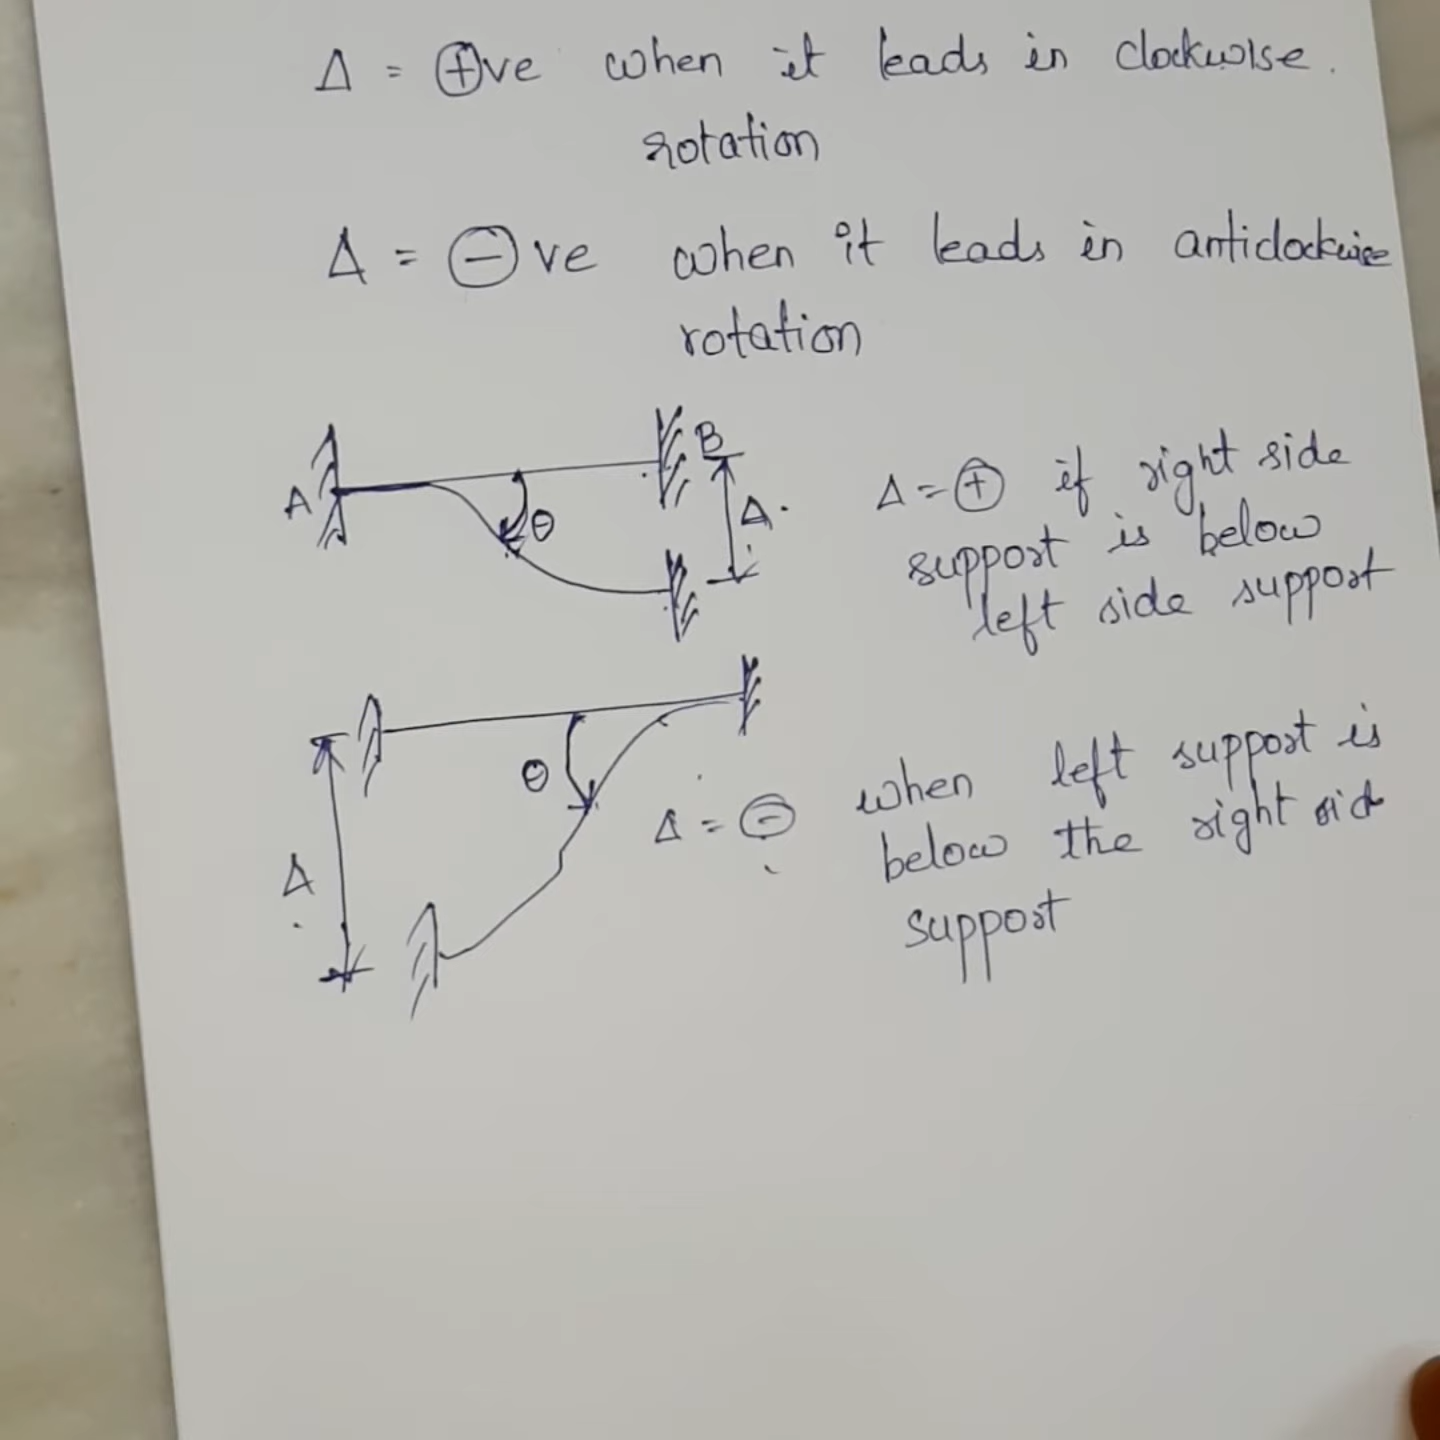 Δ = ⊕ve when it leads in clockwise.
rotation
Δ = ⊖ve when it leads in anticlockwise
rotation
A
θ
B
Δ.
Δ = ⊕ if right side
support is below
left side support
θ
Δ
Δ = ⊖ when left support is
below the right sid
support